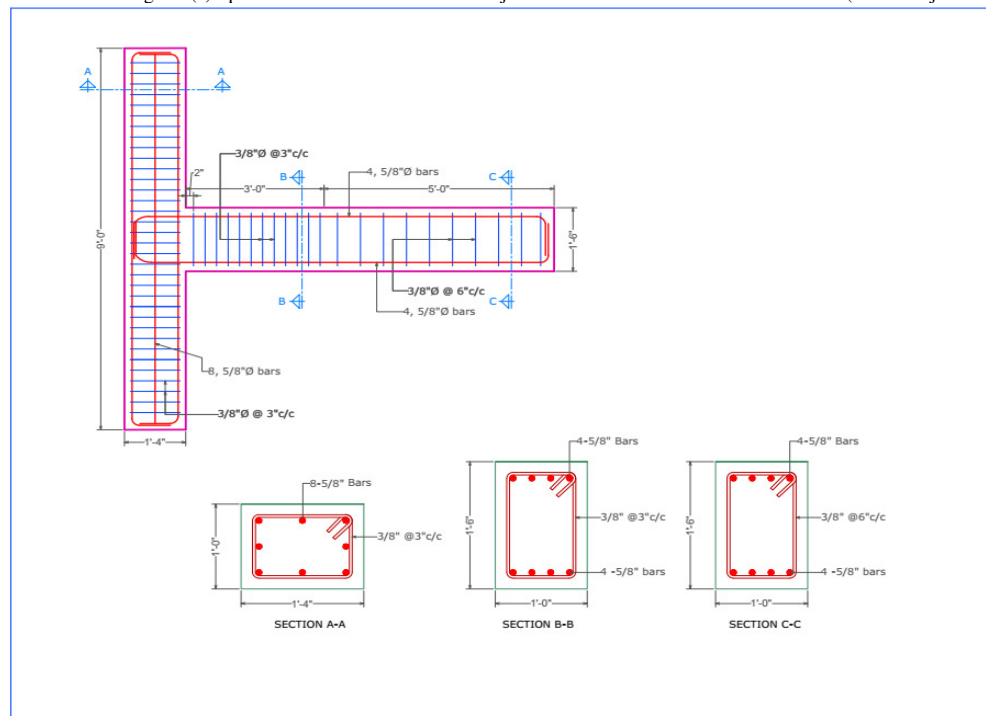 A A
3/8"Ø @3"c/c
2"
B C
4, 5/8"Ø bars
3'-0" 5'-0"
9'-0"
1'-6"
3/8"Ø @ 6"c/c
B C
4, 5/8"Ø bars
8, 5/8"Ø bars
3/8"Ø @ 3"c/c
1'-4"
4-5/8" Bars
4-5/8" Bars
8-5/8" Bars
3/8" @3"c/c
3/8" @6"c/c
1'-6"
1'-6"
3/8" @3"c/c
1'-0"
4 -5/8" bars
4 -5/8" bars
1'-4"
1'-0"
1'-0"
SECTION A-A
SECTION B-B
SECTION C-C